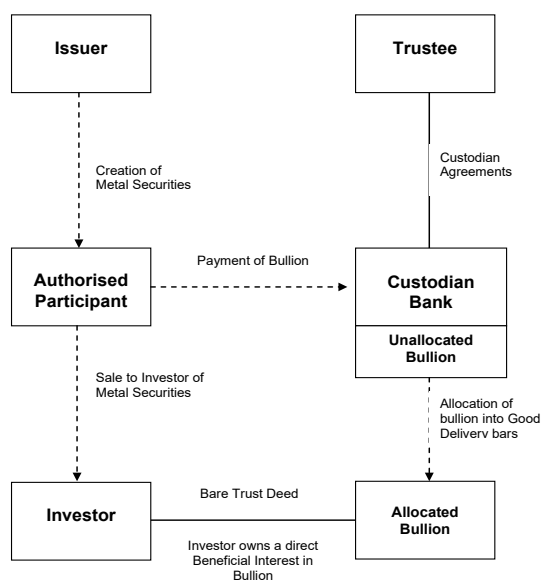 Issuer
Trustee
Creation of
Metal Securities
Custodian
Agreements
Authorised
Participant
Payment of Bullion
Custodian
Bank
Unallocated
Bullion
Sale to Investor of
Metal Securities
Allocation of
bullion into Good
Delivery bars
Investor
Bare Trust Deed
Allocated
Bullion
Investor owns a direct
Beneficial Interest in
Bullion